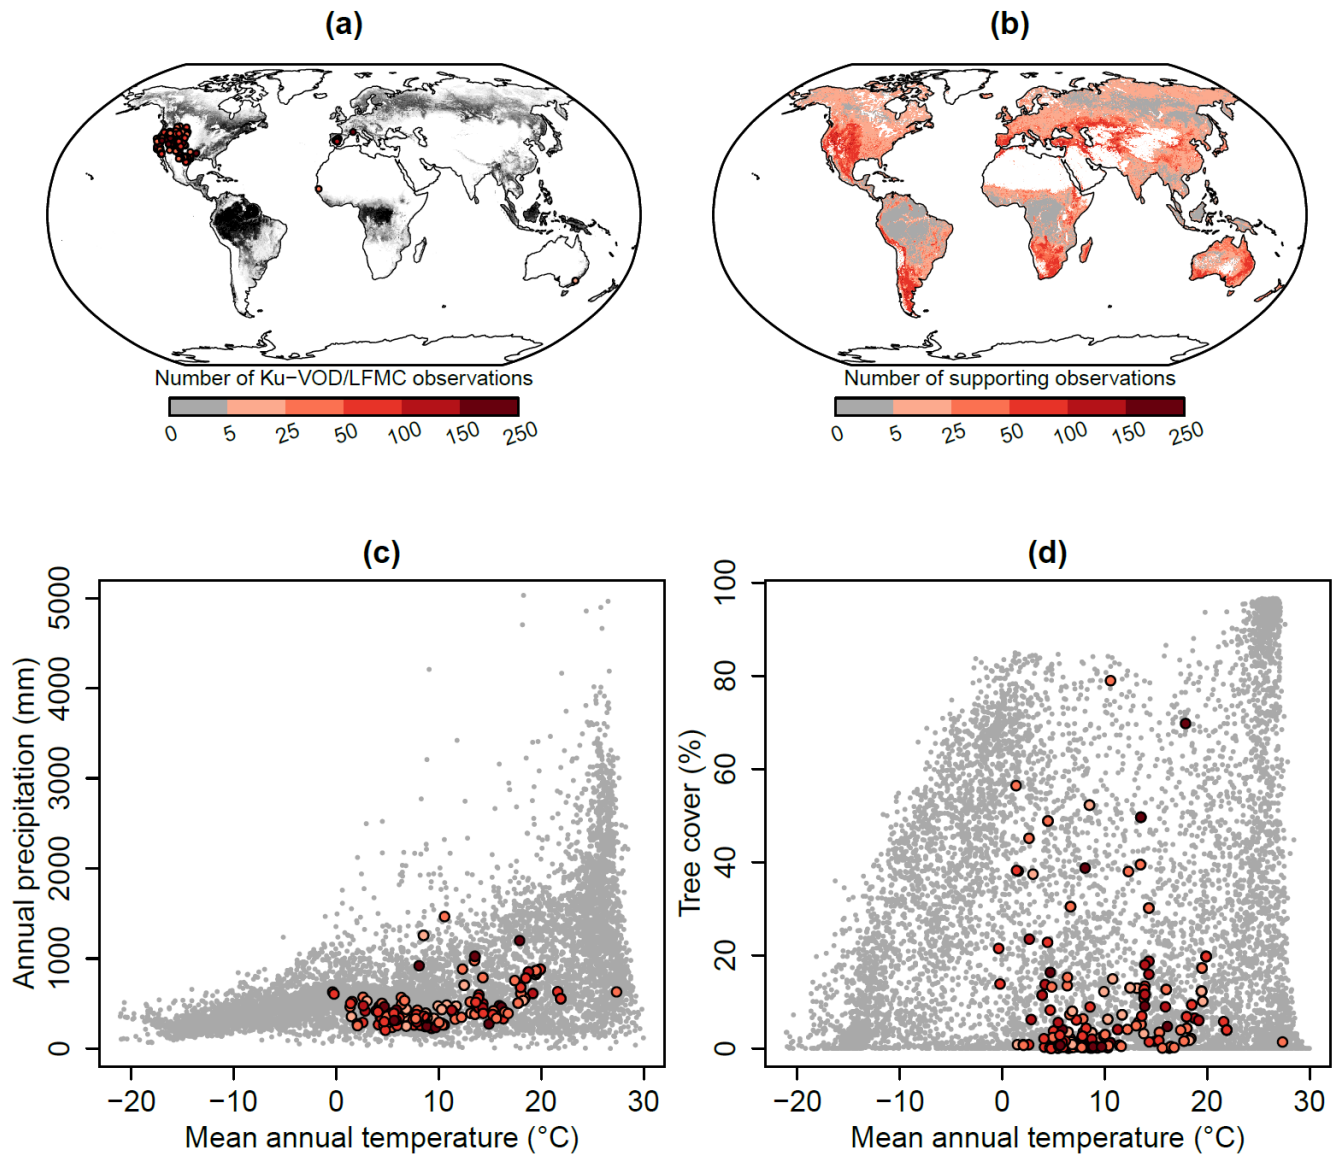 (a)
(b)
Number of Ku−VOD/LFMC observations
0 5 25 50 100 150 250
Number of supporting observations
0 5 25 50 100 150 250
(c)
(d)
Annual precipitation (mm)
5000
4000
3000
2000
1000
0
−20 −10 0 10 20 30
Mean annual temperature (°C)
Tree cover (%)
100
80
60
40
20
0
−20 −10 0 10 20 30
Mean annual temperature (°C)